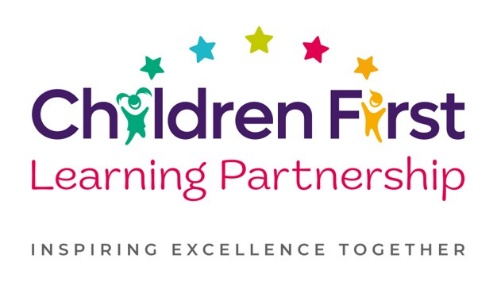 Children First
Learning Partnership
INSPIRING EXCELLENCE TOGETHER